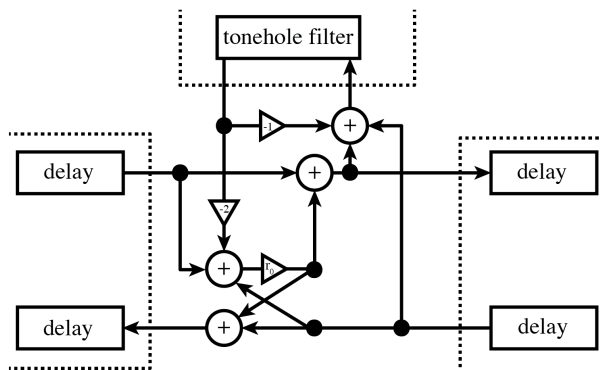 tonehole filter
-1
+
delay
+
delay
-2
+
r0
delay
+
delay